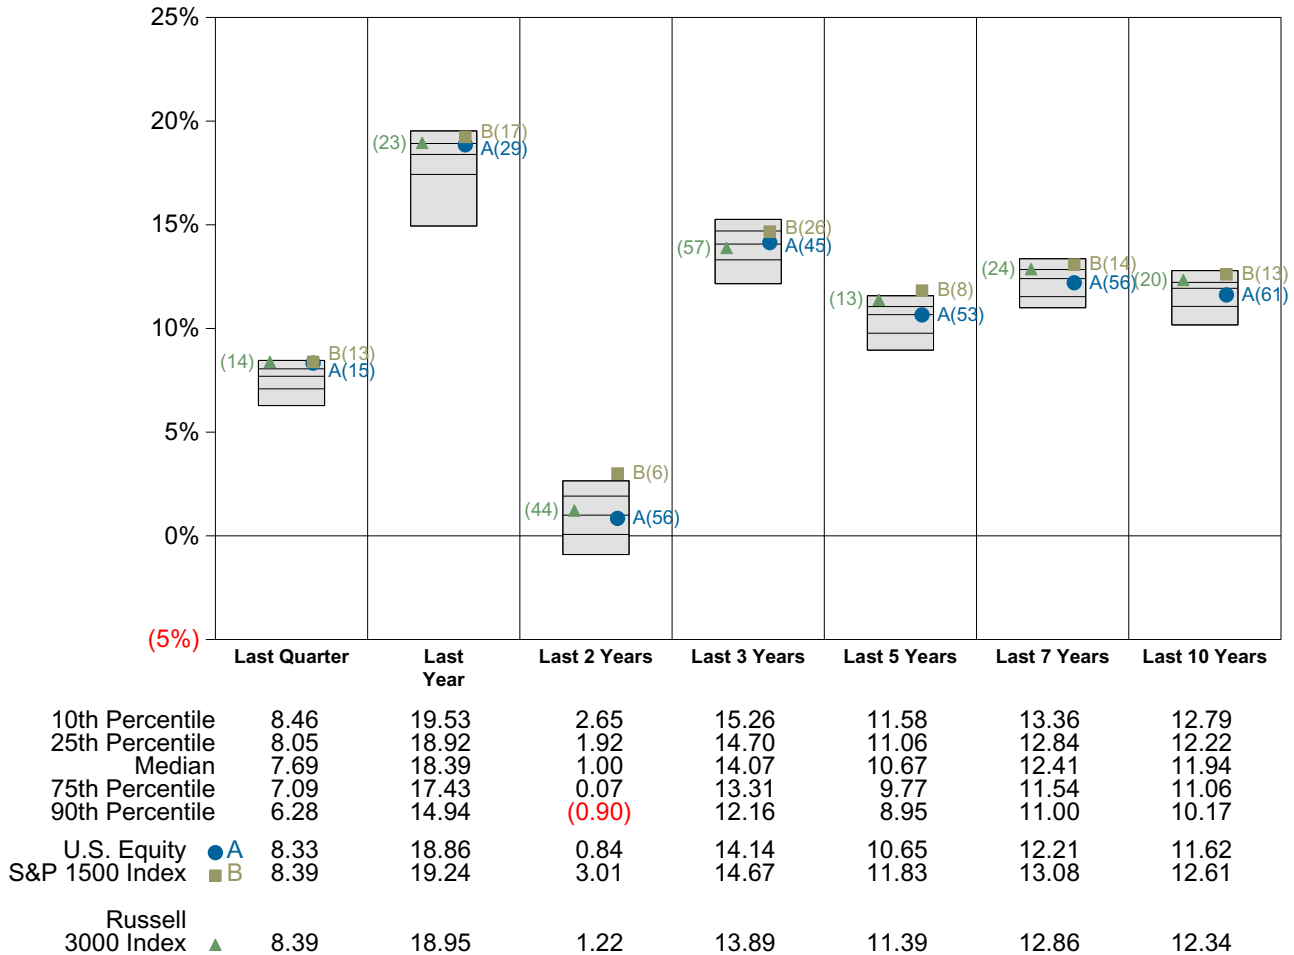 25%
20%
15%
10%
5%
0%
(5%)
(14) B(13)
A(15)
(23) B(17)
A(29)
(44) B(6)
A(56)
(57) B(26)
A(45)
(13) B(8)
A(53)
(24) B(14)
A(56)
(20) B(13)
A(61)
Last Quarter Last Year Last 2 Years Last 3 Years Last 5 Years Last 7 Years Last 10 Years
10th Percentile 8.46 19.53 2.65 15.26 11.58 13.36 12.79
25th Percentile 8.05 18.92 1.92 14.70 11.06 12.84 12.22
Median 7.69 18.39 1.00 14.07 10.67 12.41 11.94
75th Percentile 7.09 17.43 0.07 13.31 9.77 11.54 11.06
90th Percentile 6.28 14.94 (0.90) 12.16 8.95 11.00 10.17
U.S. Equity A 8.33 18.86 0.84 14.14 10.65 12.21 11.62
S&P 1500 Index B 8.39 19.24 3.01 14.67 11.83 13.08 12.61
Russell
3000 Index 8.39 18.95 1.22 13.89 11.39 12.86 12.34